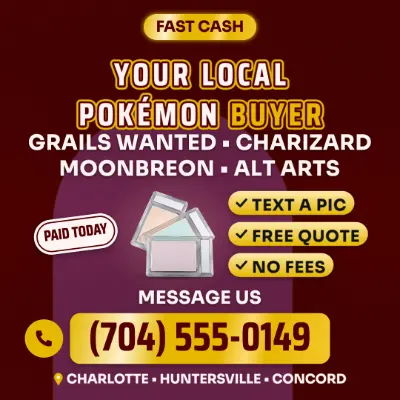 FAST CASH
YOUR LOCAL
POKÉMON BUYER
GRAILS WANTED • CHARIZARD
MOONBREON • ALT ARTS
PAID TODAY
✓ TEXT A PIC
✓ FREE QUOTE
✓ NO FEES
MESSAGE US
(704) 555-0149
CHARLOTTE • HUNTERSVILLE • CONCORD